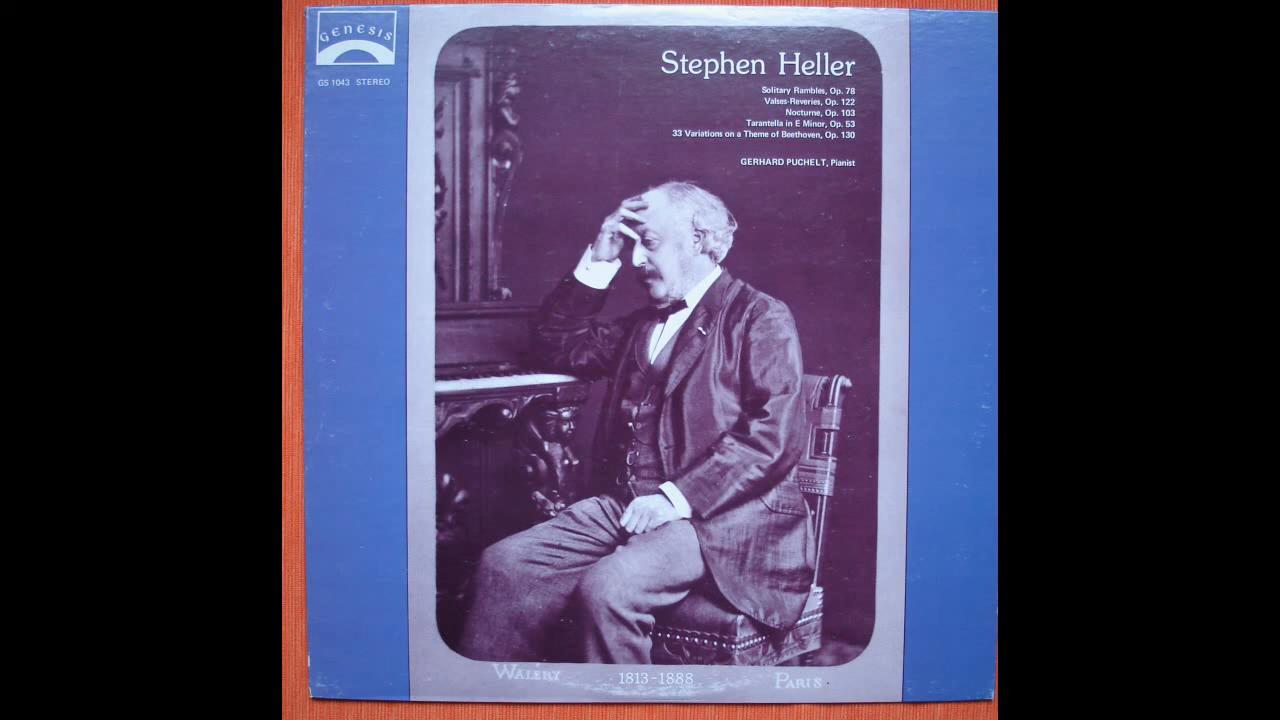 GENESIS
GS 1043 STEREO
Stephen Heller
Solitary Rambles, Op. 78
Valses-Reveries, Op. 122
Nocturne, Op. 103
Tarantella in E Minor, Op. 53
33 Variations on a Theme of Beethoven, Op. 130
GERHARD PUCHELT, Pianist
WALERY 1813-1888 PARIS